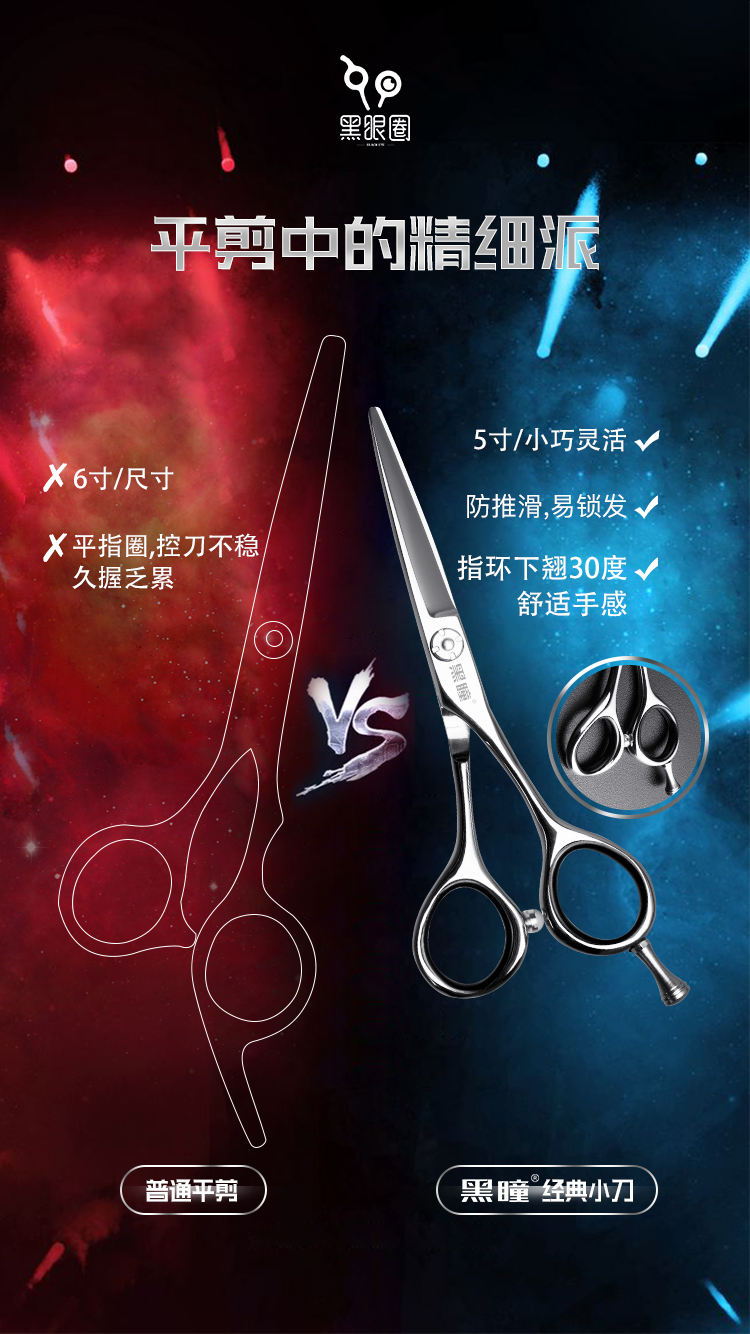 黑眼圈
平剪中的精细派
6寸/尺寸
平指圈,控刀不稳
久握乏累
5寸/小巧灵活
防推滑,易锁发
指环下翘30度
舒适手感
VS
黑瞳
普通平剪
黑瞳®经典小刀